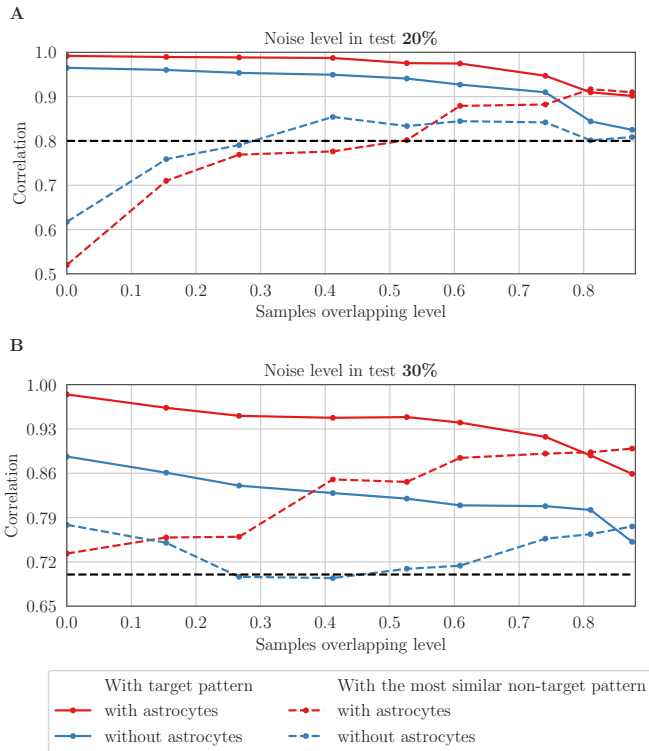 A
Noise level in test 20%
1.0
0.9
0.8
0.7
0.6
0.5
Correlation
0.0 0.1 0.2 0.3 0.4 0.5 0.6 0.7 0.8
Samples overlapping level
B
Noise level in test 30%
1.00
0.93
0.86
0.79
0.72
0.65
Correlation
0.0 0.1 0.2 0.3 0.4 0.5 0.6 0.7 0.8
Samples overlapping level
With target pattern With the most similar non-target pattern
with astrocytes with astrocytes
without astrocytes without astrocytes